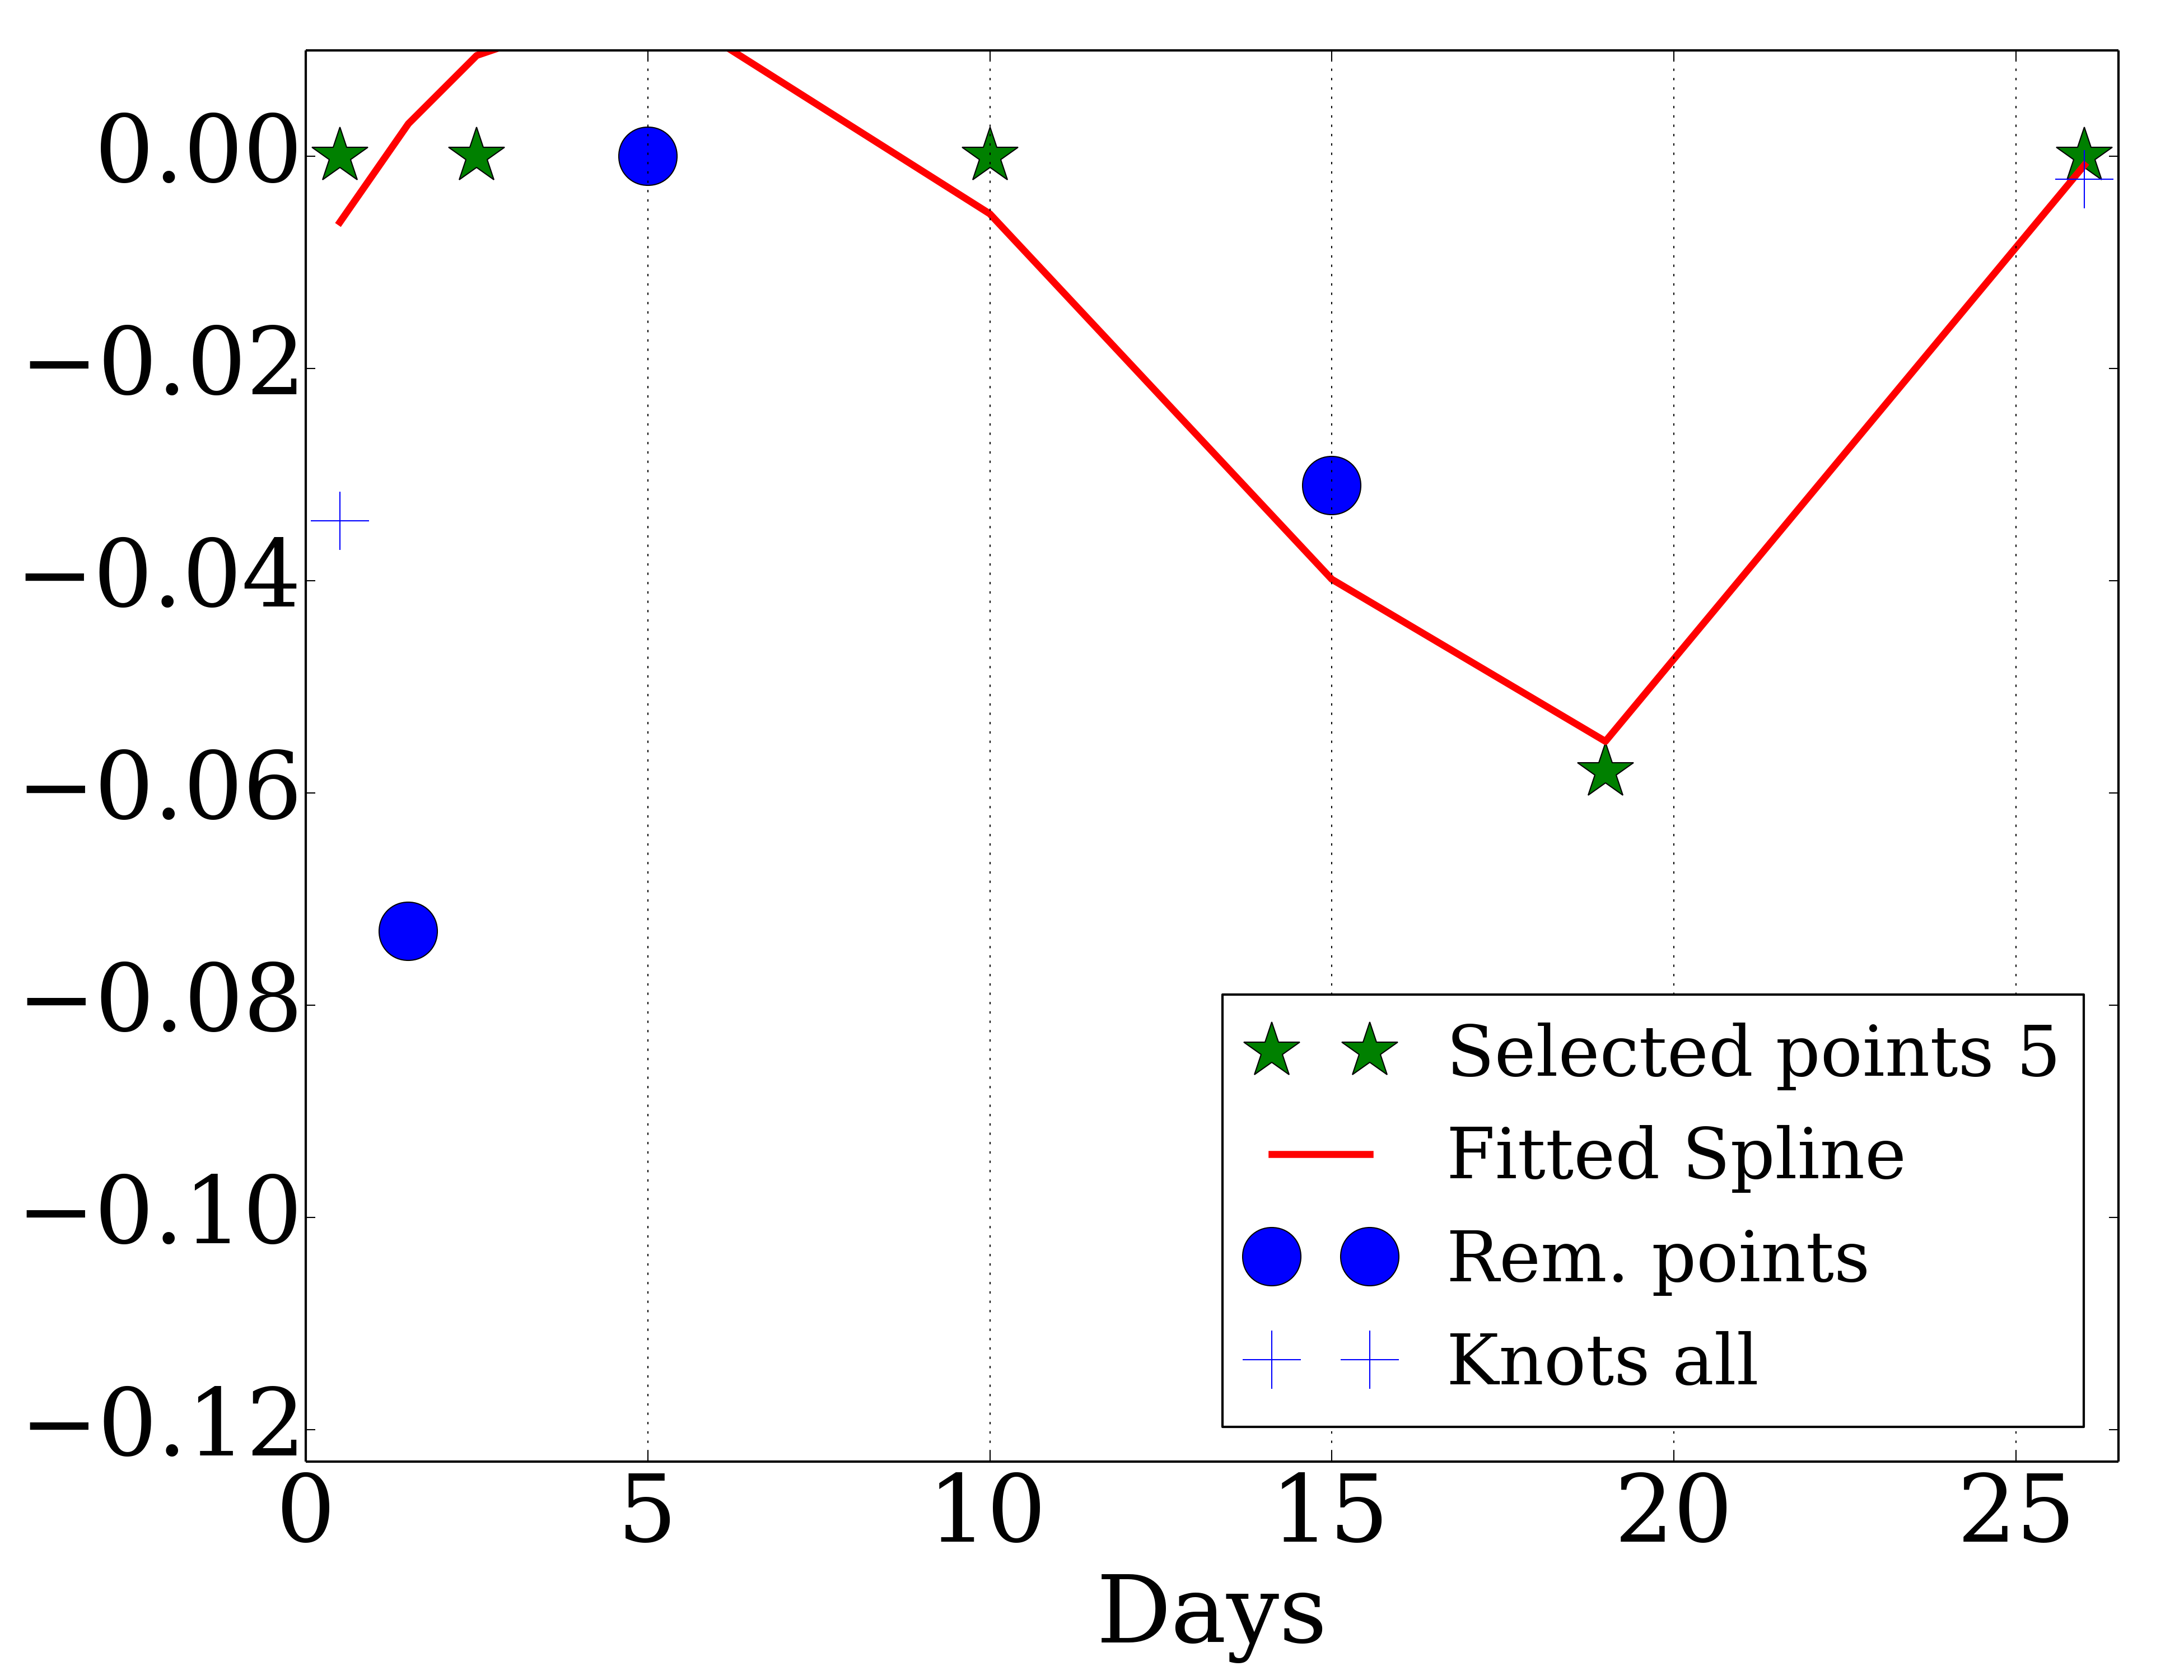 0.00
−0.02
−0.04
−0.06
−0.08
−0.10
−0.12
Selected points 5
Fitted Spline
Rem. points
Knots all
0 5 10 15 20 25
Days